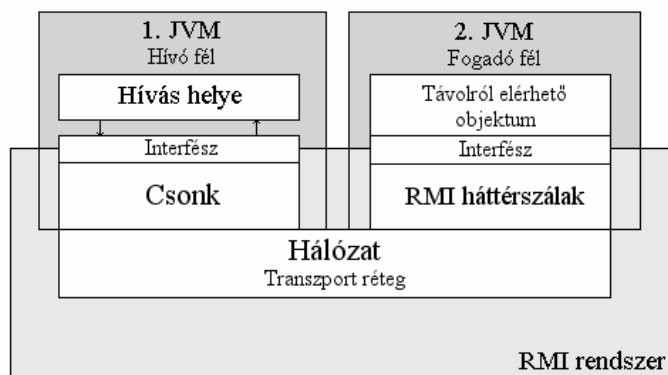 1. JVM
Hívó fél
Hívás helye
Interfész
Csonk
2. JVM
Fogadó fél
Távolról elérhető
objektum
Interfész
RMI háttérszálak
Hálózat
Transzport réteg
RMI rendszer